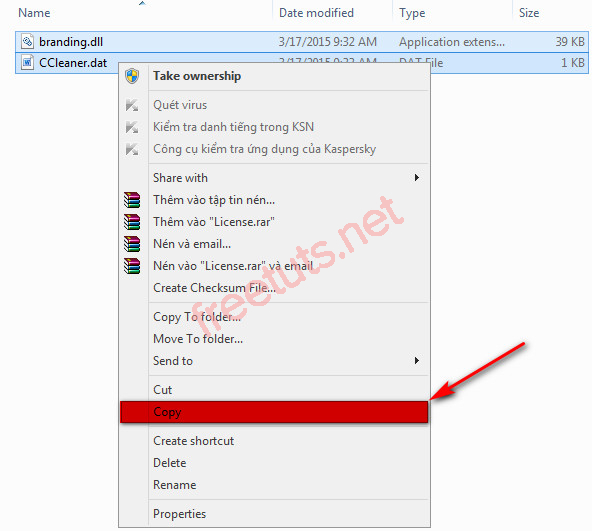 Name Date modified Type Size
branding.dll 3/17/2015 9:32 AM Application extens... 39 KB
CCleaner.dat 3/17/2015 9:32 AM DAT File 1 KB
Take ownership
Quét virus
Kiểm tra danh tiếng trong KSN
Công cụ kiểm tra ứng dụng của Kaspersky
Share with
Thêm vào tập tin nén...
Thêm vào "License.rar"
Nén và email...
Nén vào "License.rar" và email
Create Checksum File...
Copy To folder...
Move To folder...
Send to
Cut
Copy
Create shortcut
Delete
Rename
Properties
freetuts.net